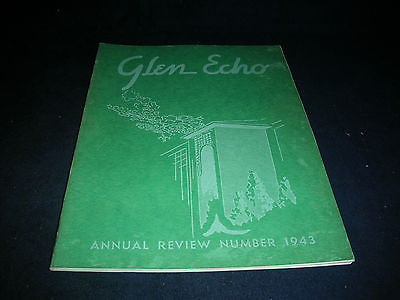 Glen Echo
ANNUAL REVIEW NUMBER 1943